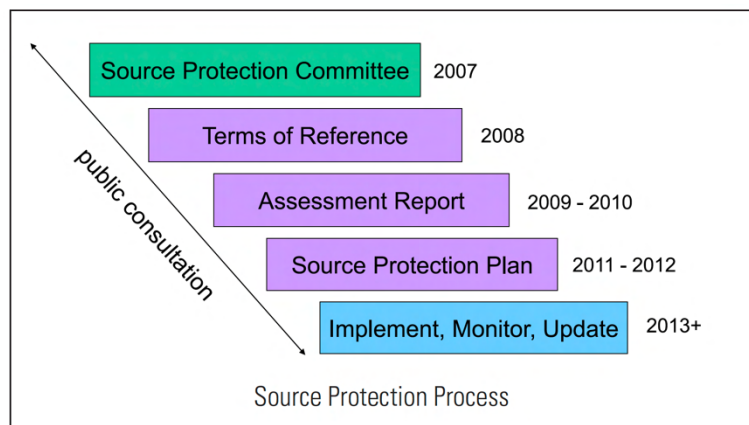 Source Protection Committee 2007
Terms of Reference 2008
Assessment Report 2009 - 2010
Source Protection Plan 2011 - 2012
Implement, Monitor, Update 2013+
public consultation
Source Protection Process